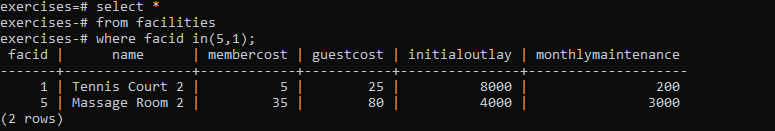 exercises=# select *
exercises-# from facilities
exercises-# where facid in(5,1);
 facid |      name      | membercost | guestcost | initialoutlay | monthlymaintenance
-------+----------------+------------+-----------+---------------+--------------------
     1 | Tennis Court 2 |          5 |        25 |          8000 |                200
     5 | Massage Room 2 |         35 |        80 |          4000 |               3000
(2 rows)